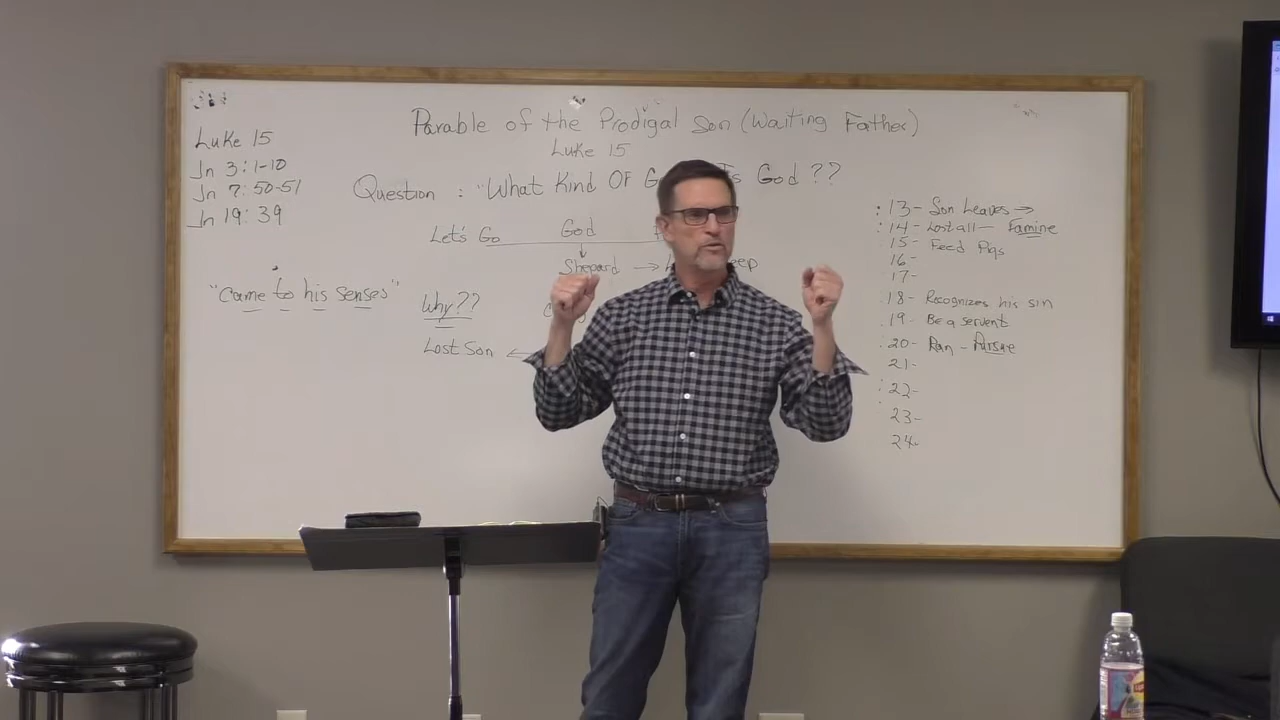 Parable of the Prodigal Son (Waiting Father)
Luke 15
Luke 15
Jn 3:1-10
Jn 7:50-51
Jn 19:39
Question : "What Kind Of G Is God ??
Let's Go God
Shepard →
"Came to his senses"
Why??
Lost Son ←
:13- Son Leaves →
:14- Lost all - Famine
:15- Feed Pigs
16-
17-
:18- Recognizes his sin
:19- Be a servent
:20- Ran - Pursue
21-
:22-
23-
24-